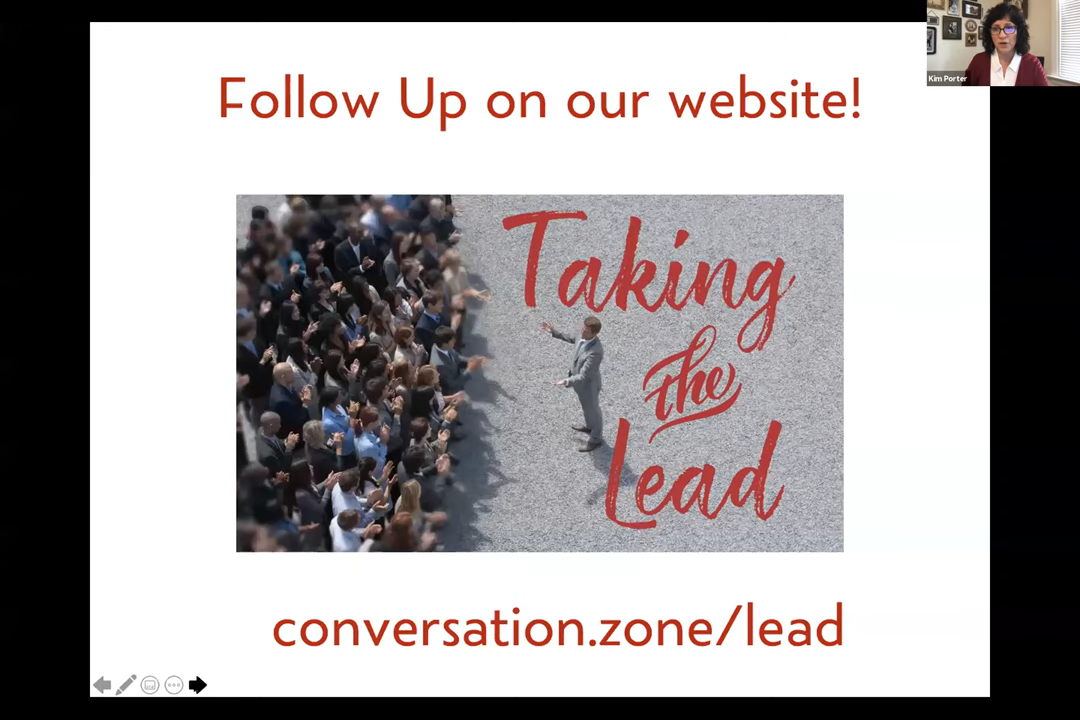 Follow Up on our website!
Kim Porter
Taking
the
Lead
conversation.zone/lead